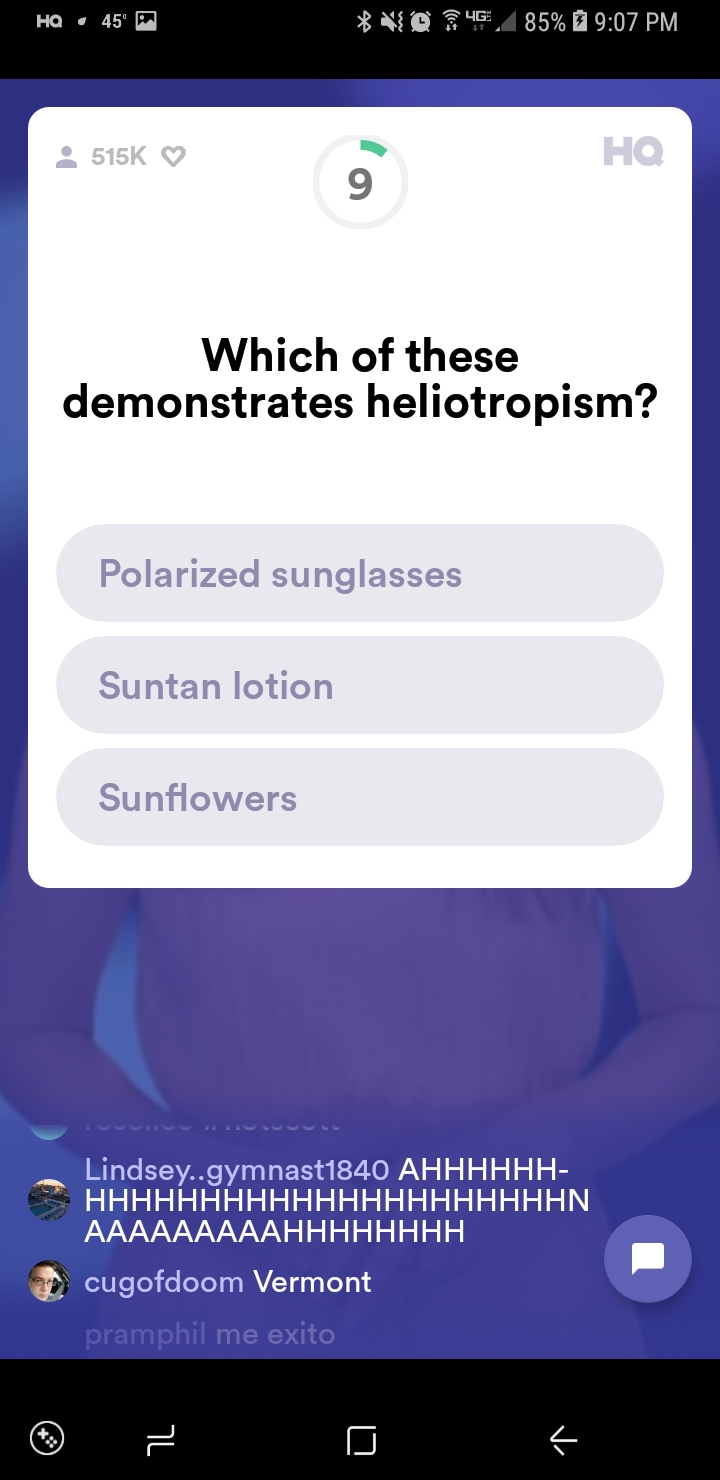 HQ 45° 4G 85% 9:07 PM
515K 9 HQ
Which of these
demonstrates heliotropism?
Polarized sunglasses
Suntan lotion
Sunflowers
Lindsey..gymnast1840 AHHHHHH-
HHHHHHHHHHHHHHHHHHHHHHN
AAAAAAAAAHHHHHHHH
cugofdoom Vermont
pramphil me exito